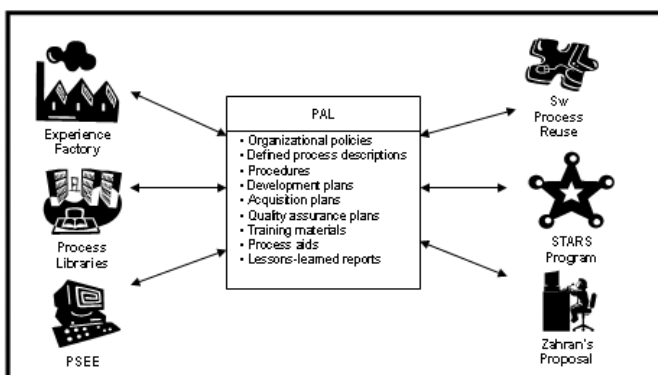 Experience
Factory
Process
Libraries
PSEE
PAL
• Organizational policies
• Defined process descriptions
• Procedures
• Development plans
• Acquisition plans
• Quality assurance plans
• Training materials
• Process aids
• Lessons-learned reports
Sw
Process
Reuse
STARS
Program
Zahran's
Proposal